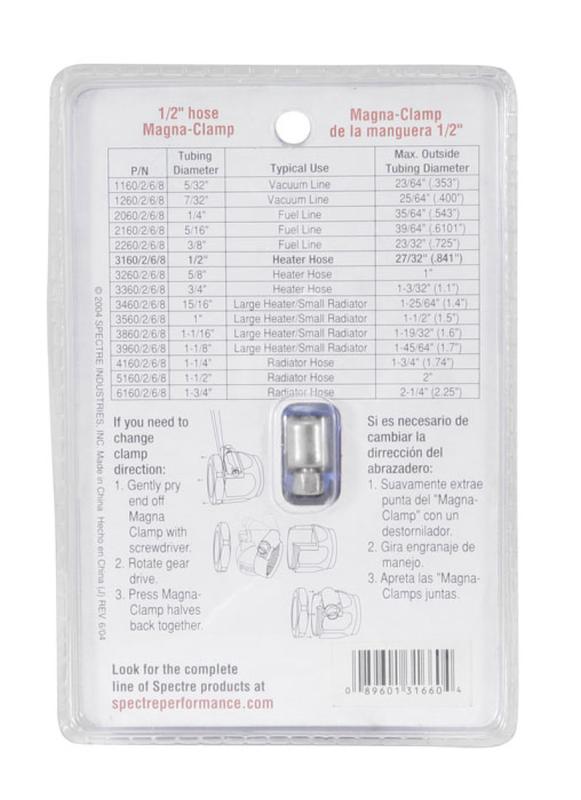 1/2" hose
Magna-Clamp
Magna-Clamp
de la manguera 1/2"
P/N Tubing Diameter Typical Use Max. Outside Tubing Diameter
1160/2/6/8 5/32" Vacuum Line 23/64" (.353")
1260/2/6/8 7/32" Vacuum Line 25/64 (.400")
2060/2/6/8 1/4" Fuel Line 35/64 (.543")
2160/2/6/8 5/16" Fuel Line 39/64" (.6101")
2260/2/6/8 3/8" Fuel Line 23/32 (.725")
3160/2/6/8 1/2" Heater Hose 27/32" (.841")
3260/2/6/8 5/8" Heater Hose 1"
3360/2/6/8 3/4" Heater Hose 1-3/32" (1.1")
3460/2/6/8 15/16" Large Heater/Small Radiator 1-25/64" (1.4")
3560/2/6/8 1" Large Heater/Small Radiator 1-1/2" (1.5")
3860/2/6/8 1-1/16" Large Heater/Small Radiator 1-19/32" (1.6")
3960/2/6/8 1-1/8" Large Heater/Small Radiator 1-45/64" (1.7")
4160/2/6/8 1-1/4" Radiator Hose 1-3/4" (1.74")
5160/2/6/8 1-1/2" Radiator Hose 2"
6160/2/6/8 1-3/4" Radiator Hose 2-1/4" (2.25")
© 2004 SPECTRE INDUSTRIES, INC. Made in China Hecho en China (J) REV. 6/04
If you need to
change
clamp
direction:
1. Gently pry
end off
Magna
Clamp with
screwdriver.
2. Rotate gear
drive.
3. Press Magna-
Clamp halves
back together.
Si es necesario de
cambiar la
dirrección del
abrazadero:
1. Suavamente extrae
punta del "Magna-
Clamp" con un
destornilador.
2. Gira engranaje de
manejo.
3. Apreta las "Magna-
Clamps juntas.
Look for the complete
line of Spectre products at
spectreperformance.com
0 89601 31660 4